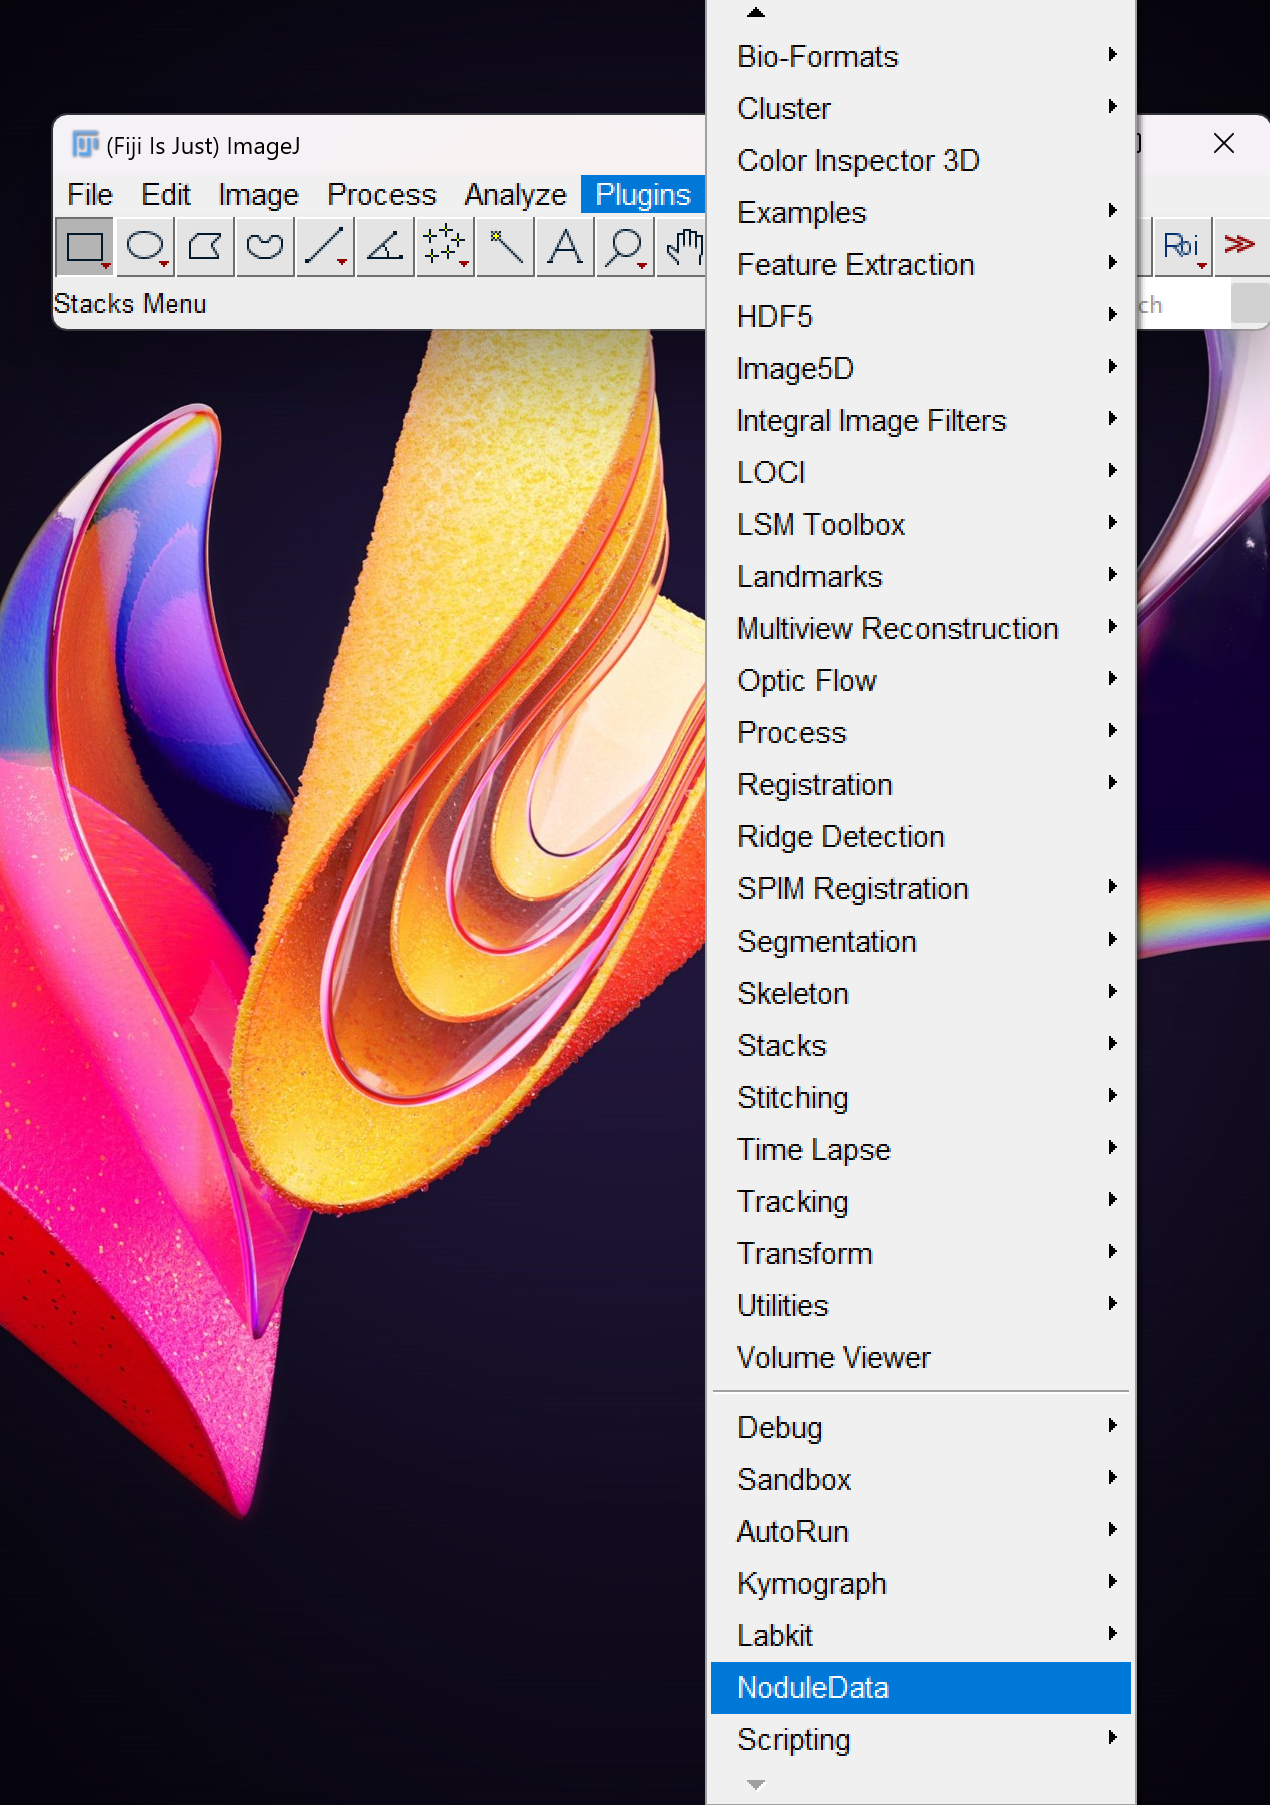 (Fiji Is Just) ImageJ
File Edit Image Process Analyze Plugins
A Roi
Stacks Menu
ch
Bio-Formats
Cluster
Color Inspector 3D
Examples
Feature Extraction
HDF5
Image5D
Integral Image Filters
LOCI
LSM Toolbox
Landmarks
Multiview Reconstruction
Optic Flow
Process
Registration
Ridge Detection
SPIM Registration
Segmentation
Skeleton
Stacks
Stitching
Time Lapse
Tracking
Transform
Utilities
Volume Viewer
Debug
Sandbox
AutoRun
Kymograph
Labkit
NoduleData
Scripting